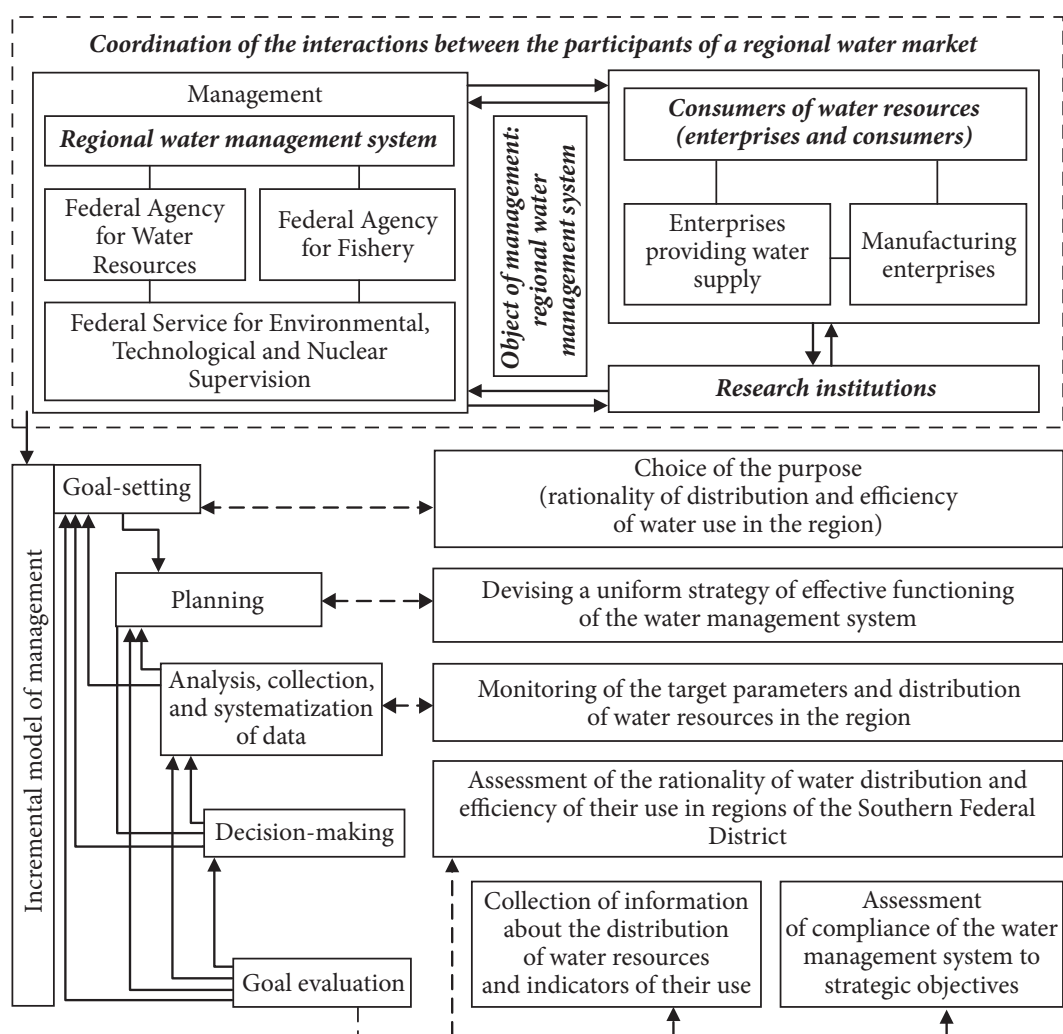 Coordination of the interactions between the participants of a regional water market
Management
Regional water management system
Federal Agency
for Water
Resources
Federal Agency
for Fishery
Federal Service for Environmental,
Technological and Nuclear
Supervision
Object of management:
regional water
management system
Consumers of water resources
(enterprises and consumers)
Enterprises
providing water
supply
Manufacturing
enterprises
Research institutions
Incremental model of management
Goal-setting
Choice of the purpose
(rationality of distribution and efficiency
of water use in the region)
Planning
Devising a uniform strategy of effective functioning
of the water management system
Analysis, collection,
and systematization
of data
Monitoring of the target parameters and distribution
of water resources in the region
Assessment of the rationality of water distribution and
efficiency of their use in regions of the Southern Federal
District
Decision-making
Collection of information
about the distribution
of water resources
and indicators of their use
Assessment
of compliance of the water
management system to
strategic objectives
Goal evaluation